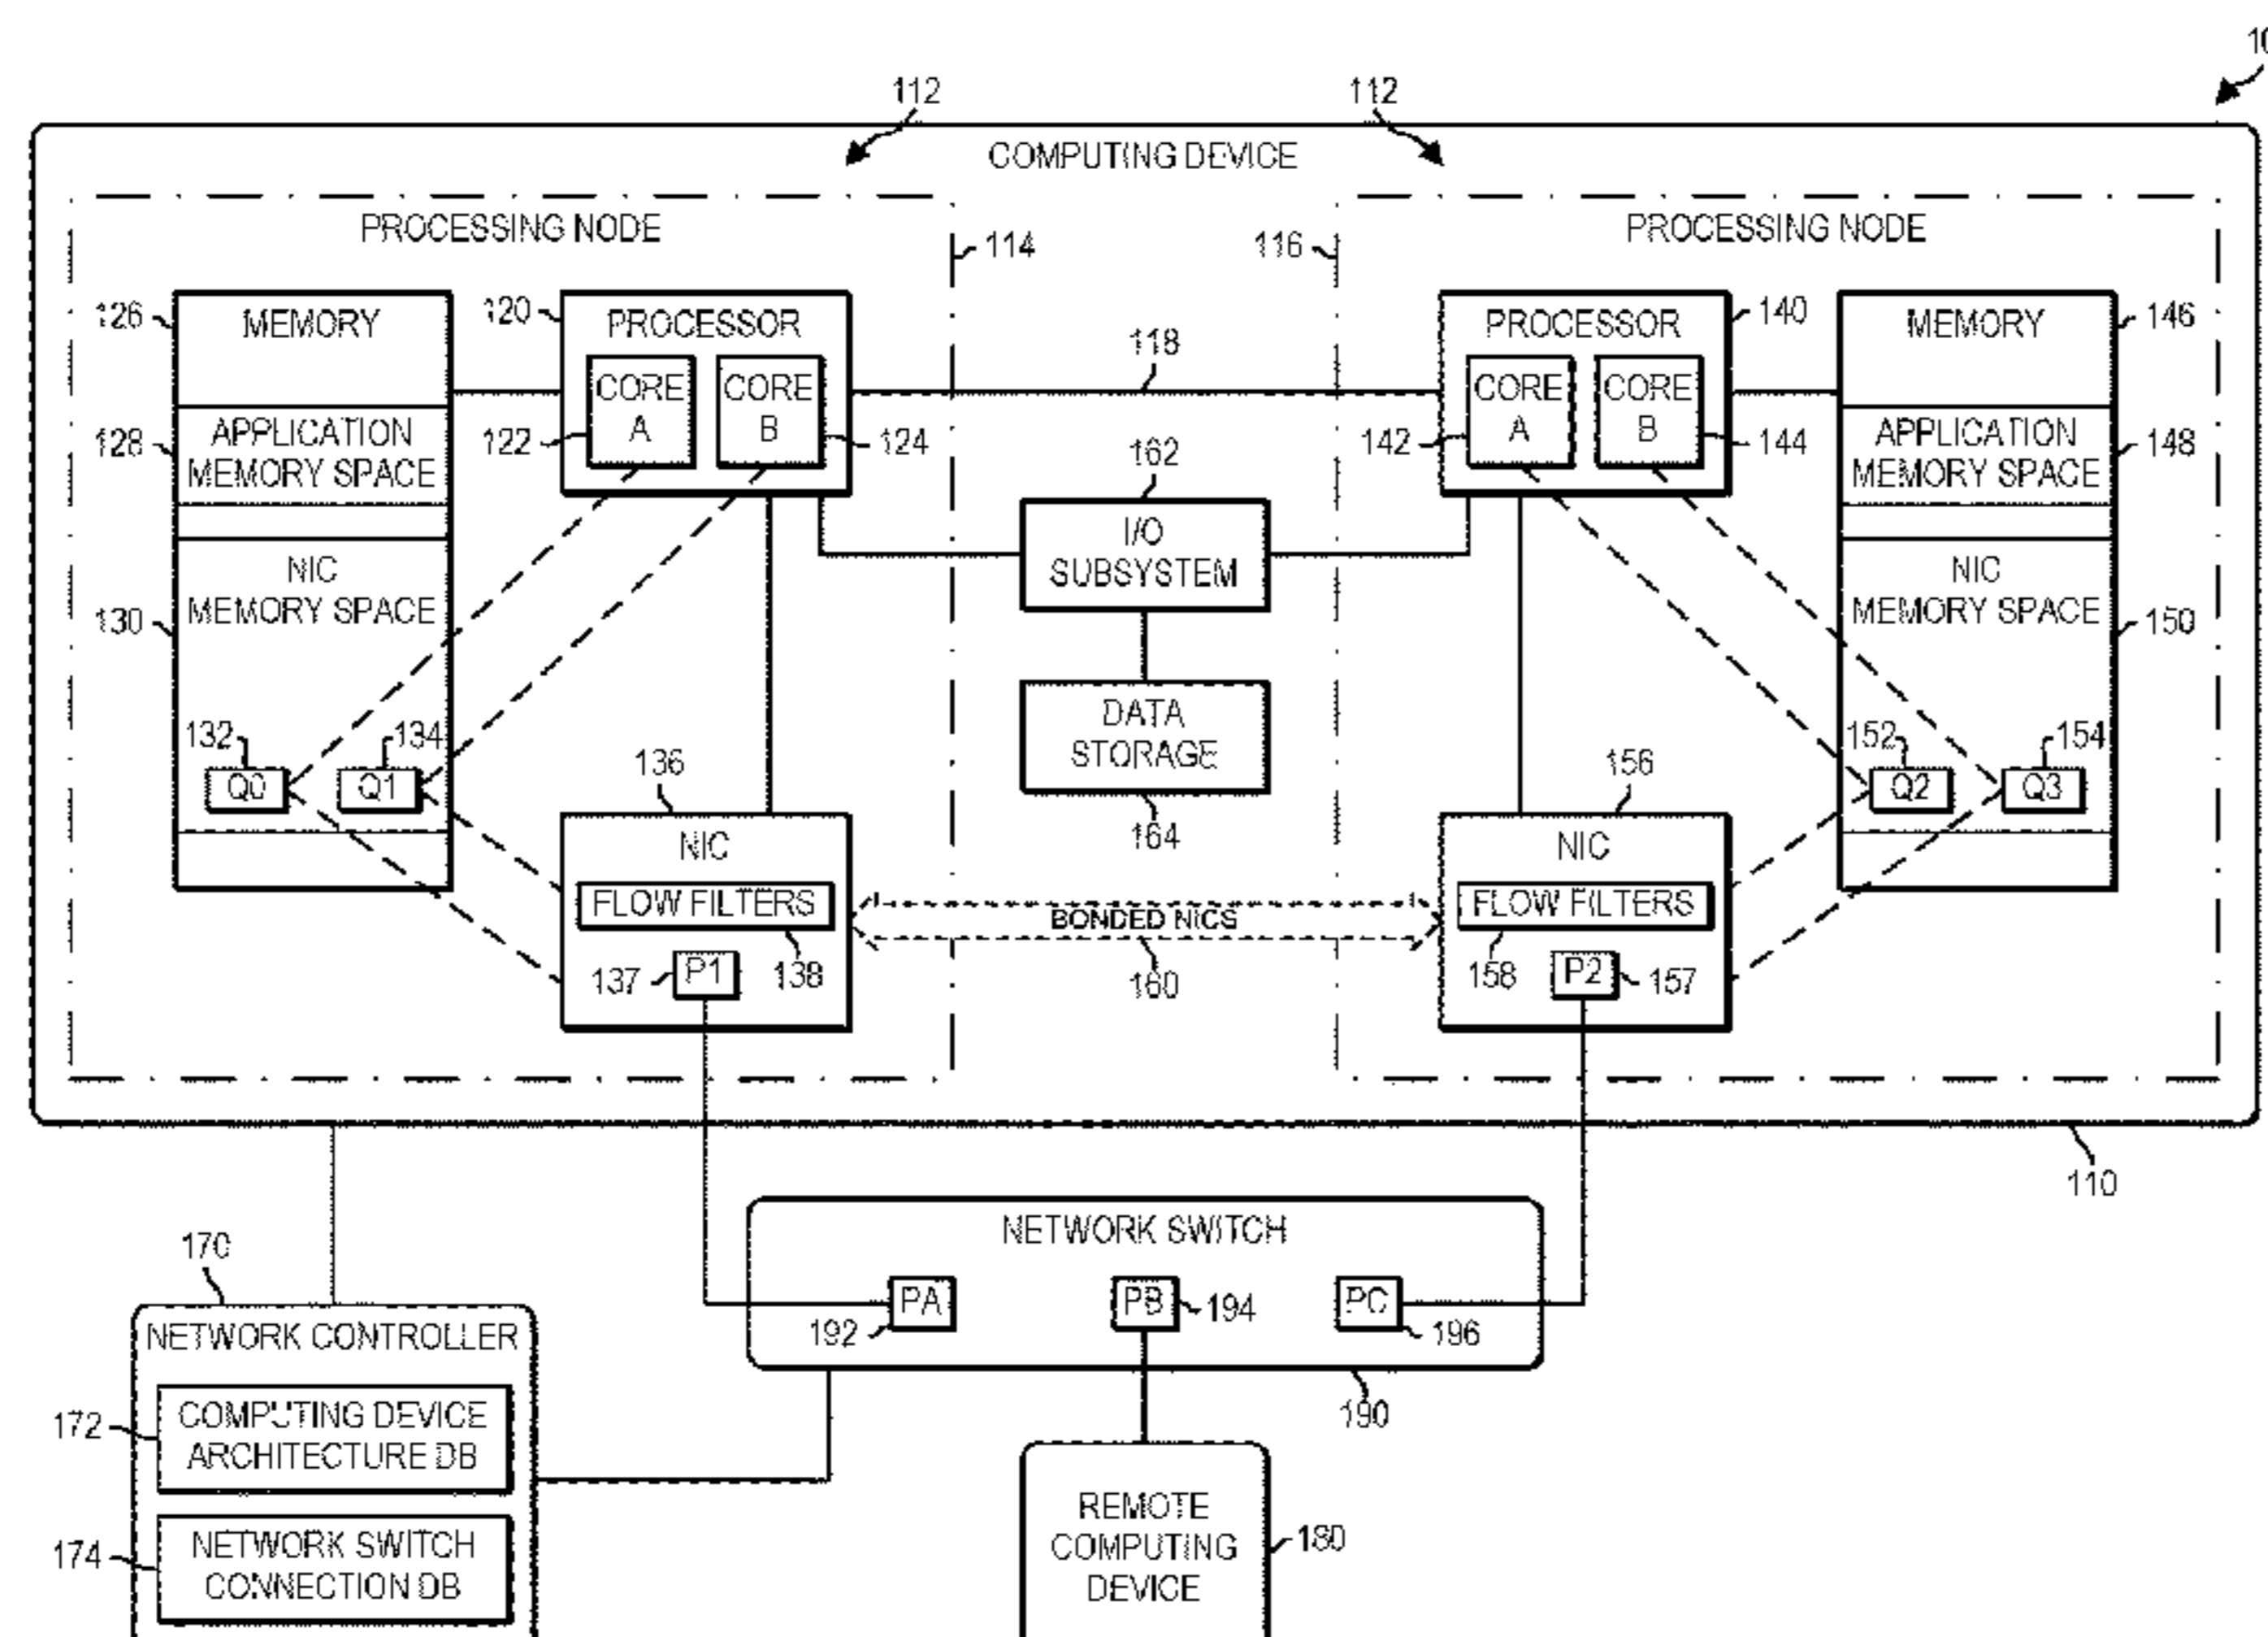 10
112
112
COMPUTING DEVICE
PROCESSING NODE
PROCESSING NODE
114
116
126
MEMORY
120
PROCESSOR
118
PROCESSOR
140
MEMORY
146
CORE A
CORE B
CORE A
CORE B
128
APPLICATION
MEMORY SPACE
122
124
142
144
APPLICATION
MEMORY SPACE
148
162
I/O
SUBSYSTEM
130
NIC
MEMORY SPACE
NIC
MEMORY SPACE
150
DATA
STORAGE
164
132
134
Q0
Q1
136
156
152
154
Q2
Q3
NIC
NIC
FLOW FILTERS
BONDED NICS
FLOW FILTERS
137
P1
138
160
158
P2
157
110
NETWORK SWITCH
170
PA
192
PB
194
PC
196
190
NETWORK CONTROLLER
172
COMPUTING DEVICE
ARCHITECTURE DB
174
NETWORK SWITCH
CONNECTION DB
REMOTE
COMPUTING
DEVICE
180